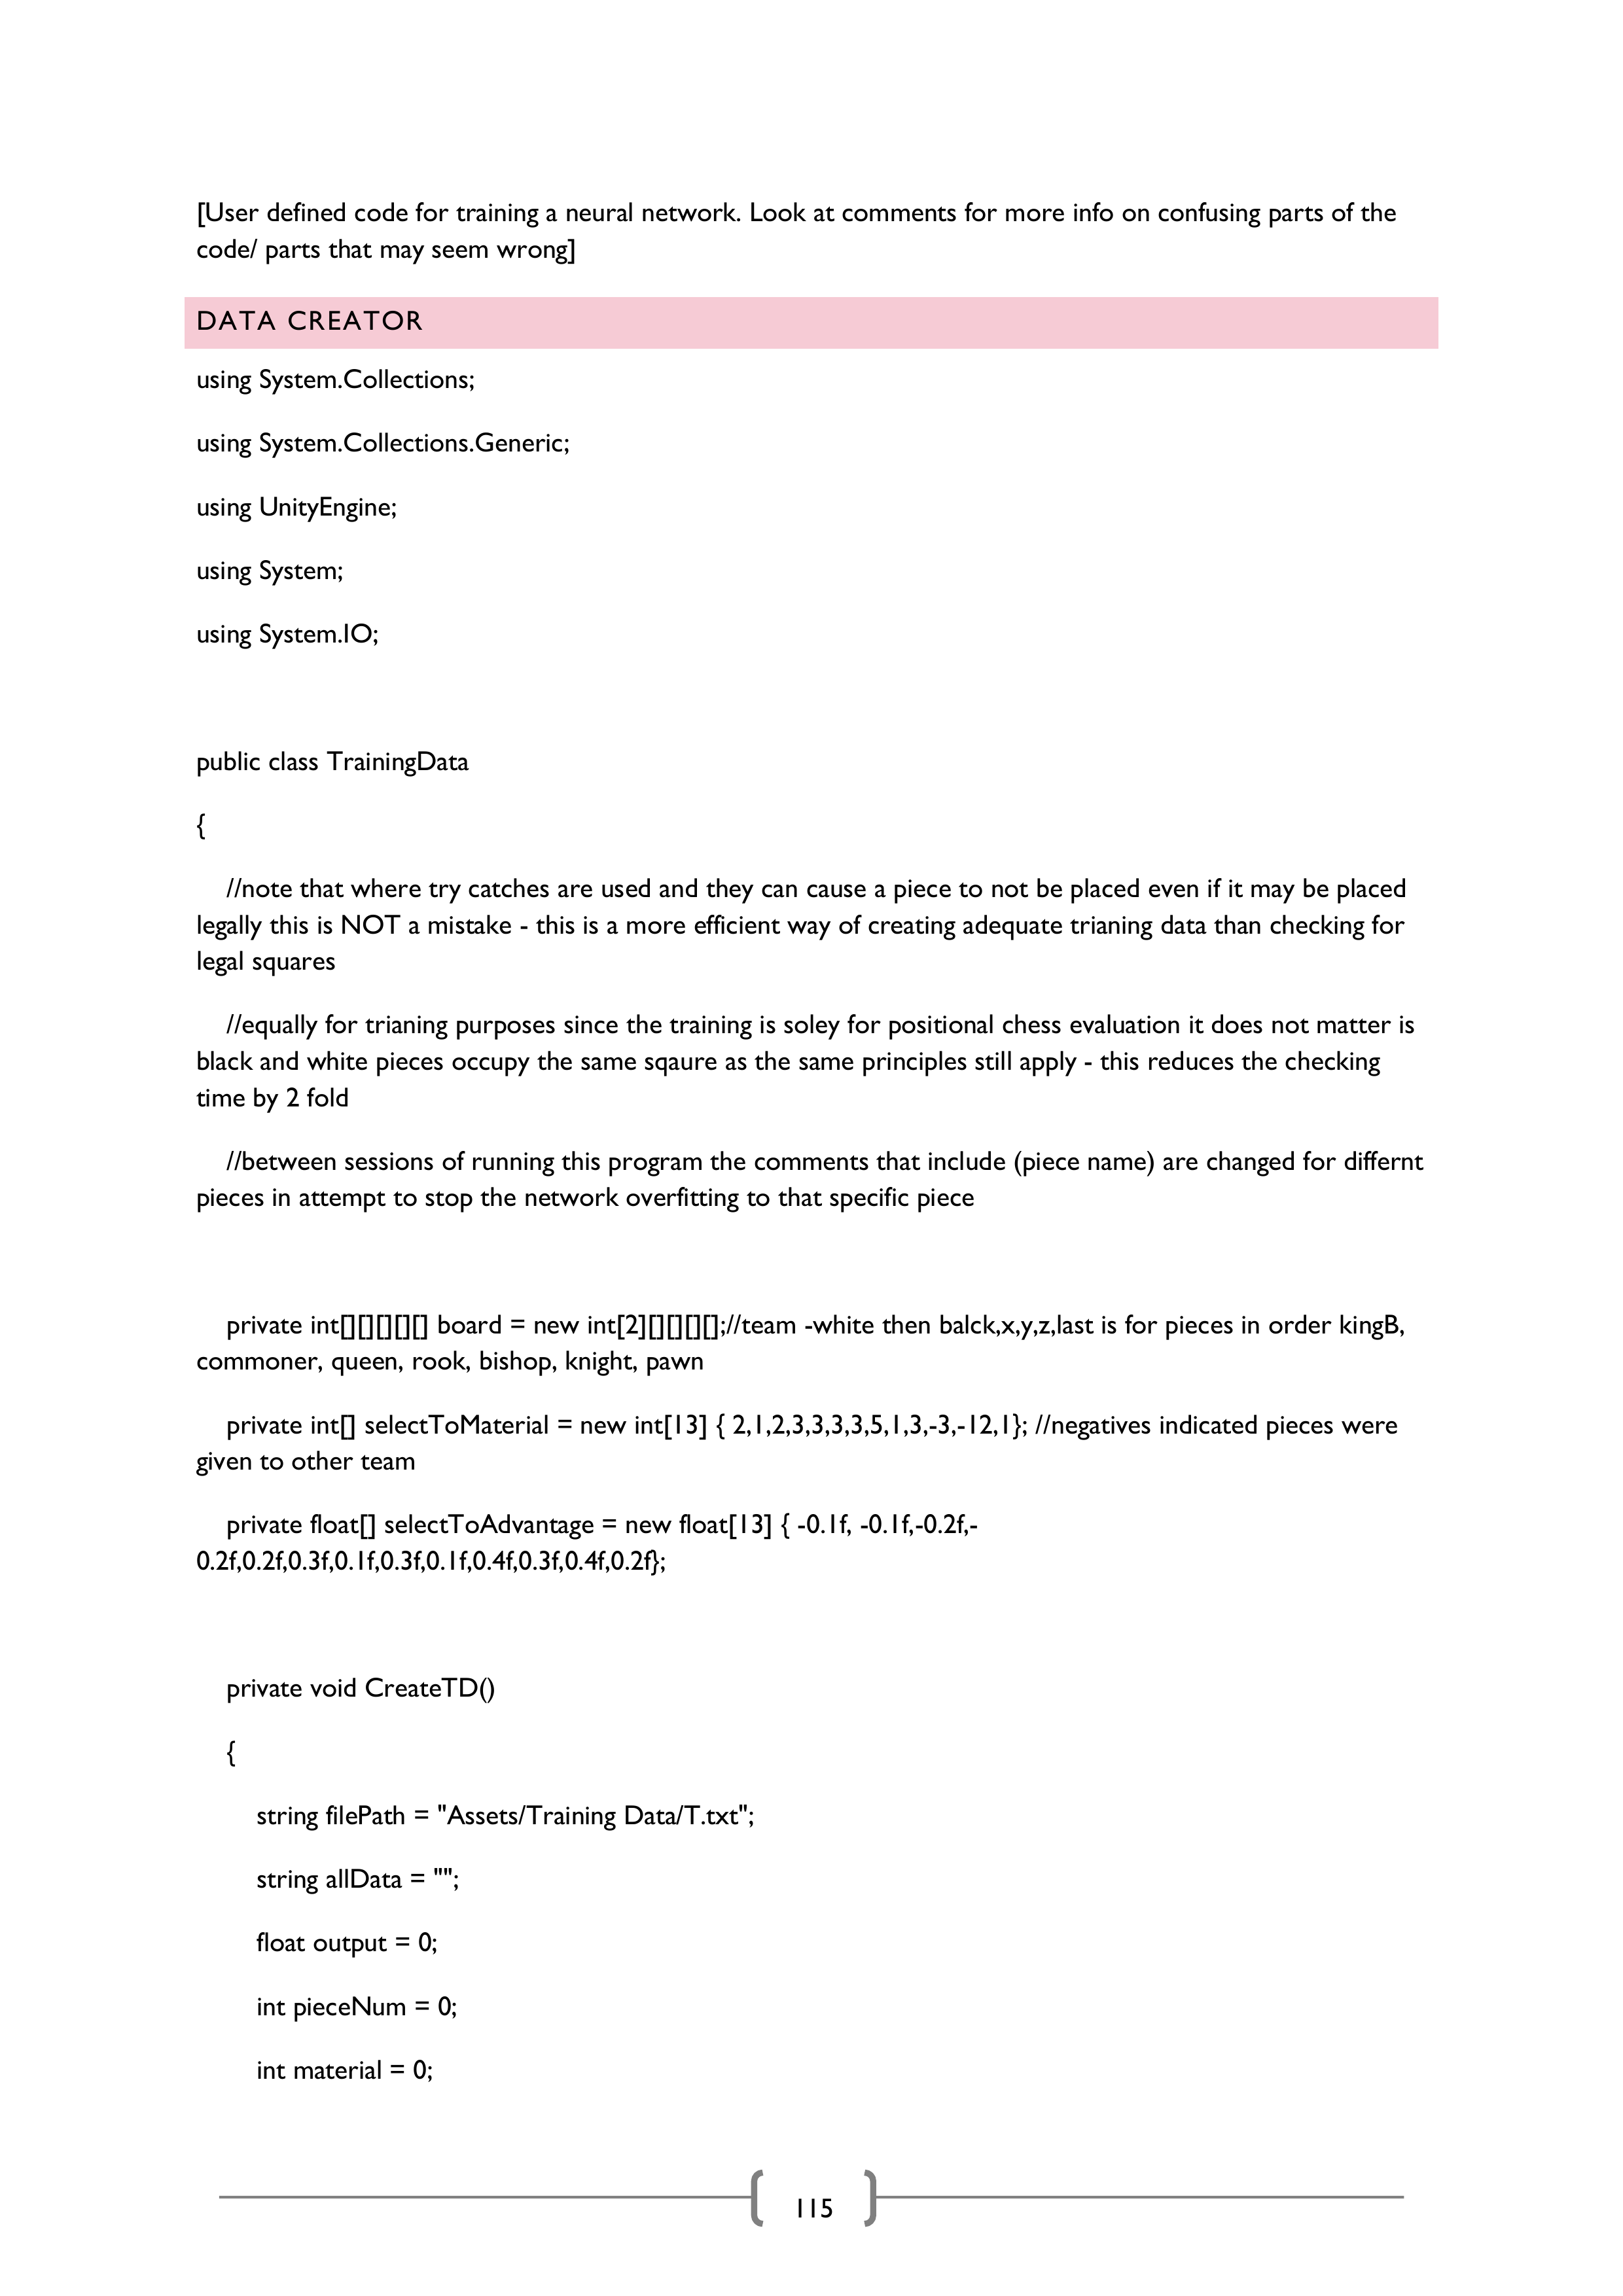 [User defined code for training a neural network. Look at comments for more info on confusing parts of the
code/ parts that may seem wrong]
DATA CREATOR
using System.Collections;
using System.Collections.Generic;
using UnityEngine;
using System;
using System.IO;
public class TrainingData
{
//note that where try catches are used and they can cause a piece to not be placed even if it may be placed
legally this is NOT a mistake - this is a more efficient way of creating adequate trianing data than checking for
legal squares
//equally for trianing purposes since the training is soley for positional chess evaluation it does not matter is
black and white pieces occupy the same sqaure as the same principles still apply - this reduces the checking
time by 2 fold
//between sessions of running this program the comments that include (piece name) are changed for differnt
pieces in attempt to stop the network overfitting to that specific piece
private int[][][][][] board = new int[2][][][][];//team -white then balck,x,y,z,last is for pieces in order kingB,
commoner, queen, rook, bishop, knight, pawn
private int[] selectToMaterial = new int[13] { 2,1,2,3,3,3,3,5,1,3,-3,-12,1}; //negatives indicated pieces were
given to other team
private float[] selectToAdvantage = new float[13] { -0.1f, -0.1f,-0.2f,-
0.2f,0.2f,0.3f,0.1f,0.3f,0.1f,0.4f,0.3f,0.4f,0.2f};
private void CreateTD()
{
string filePath = "Assets/Training Data/T.txt";
string allData = "";
float output = 0;
int pieceNum = 0;
int material = 0;
115